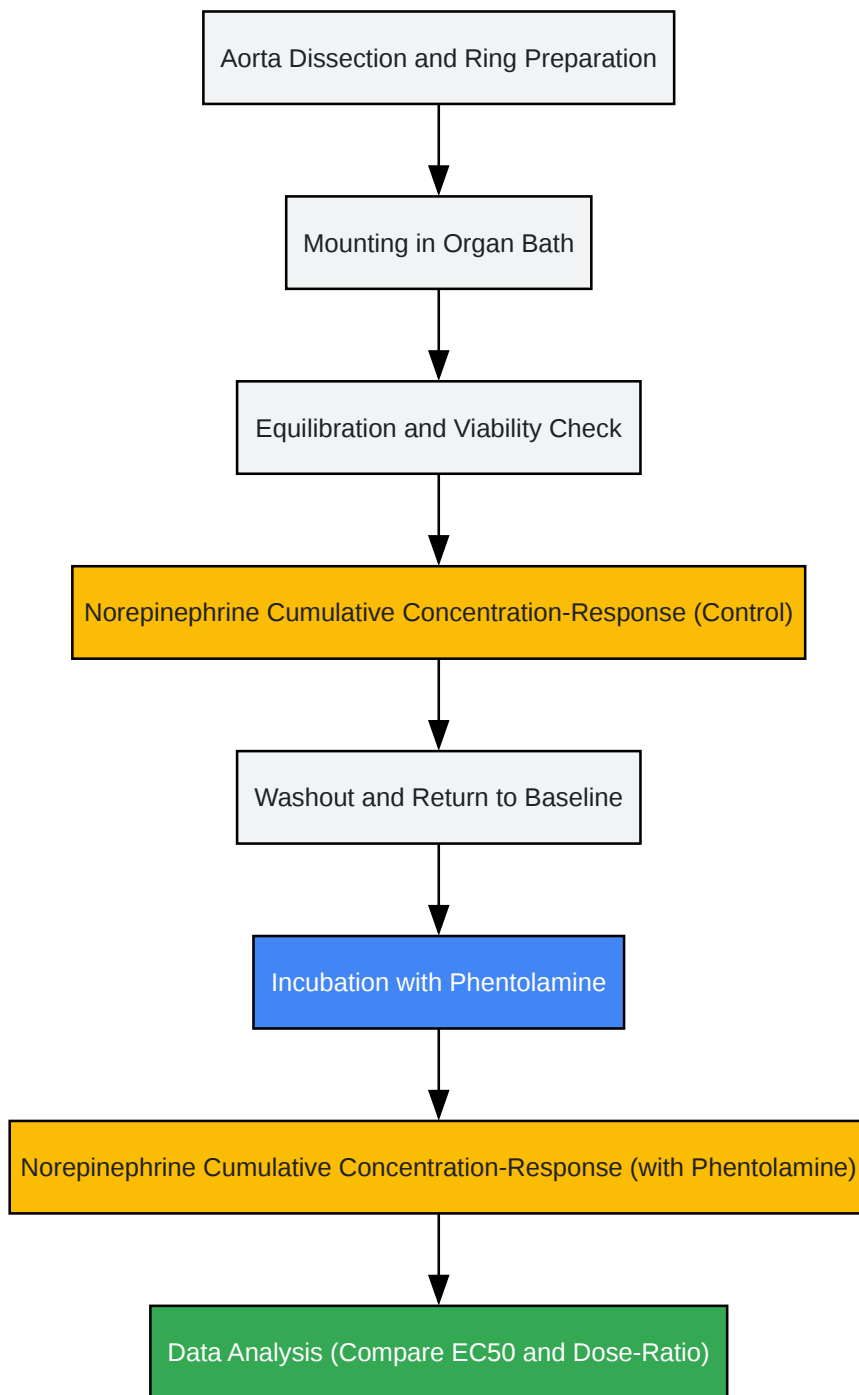 Aorta Dissection and Ring Preparation
Mounting in Organ Bath
Equilibration and Viability Check
Norepinephrine Cumulative Concentration-Response (Control)
Washout and Return to Baseline
Incubation with Phentolamine
Norepinephrine Cumulative Concentration-Response (with Phentolamine)
Data Analysis (Compare EC50 and Dose-Ratio)